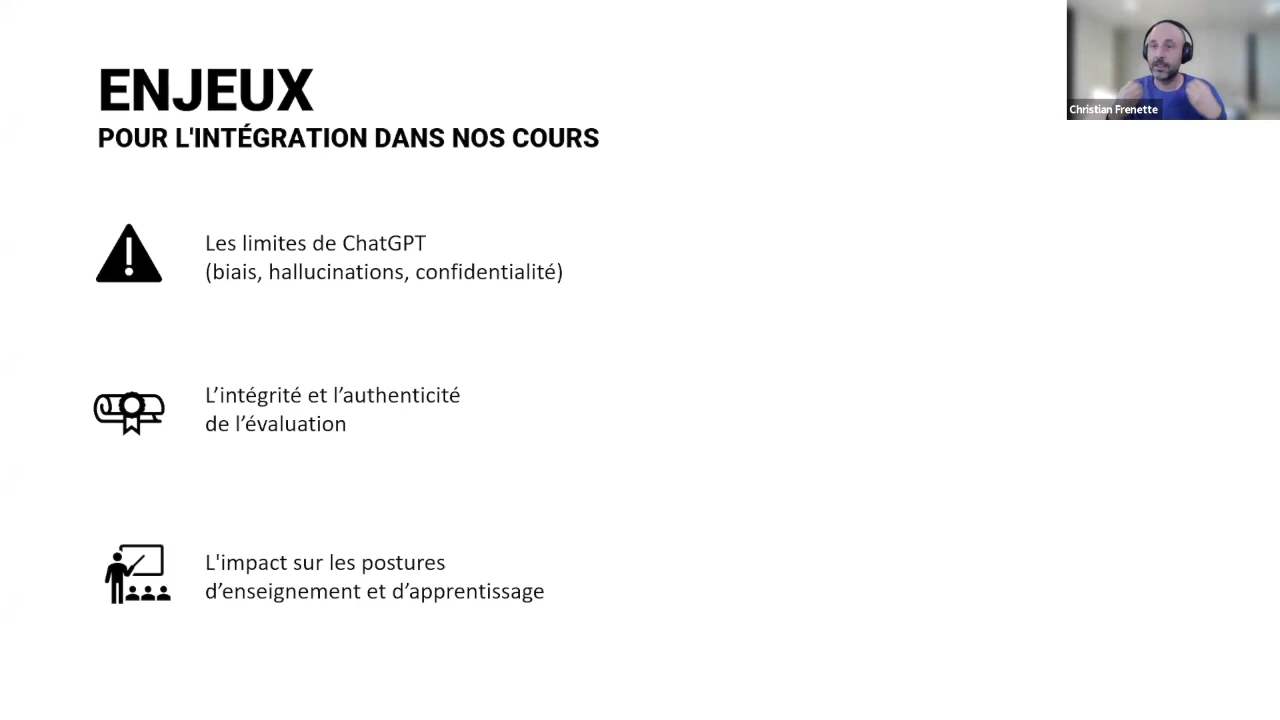 ENJEUX
POUR L'INTÉGRATION DANS NOS COURS
Christian Frenette
Les limites de ChatGPT
(biais, hallucinations, confidentialité)
L’intégrité et l’authenticité
de l’évaluation
L'impact sur les postures
d’enseignement et d’apprentissage